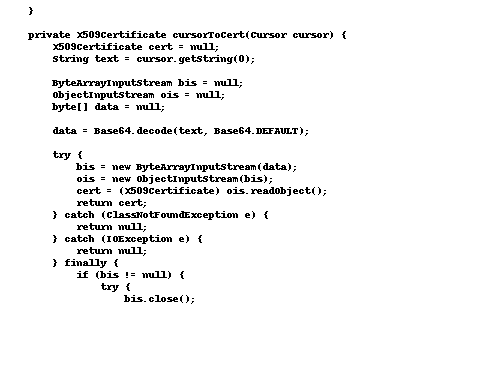 }
private X509Certificate cursorToCert(Cursor cursor) {
X509Certificate cert = null;
String text = cursor.getString(0);
ByteArrayInputStream bis = null;
ObjectInputStream ois = null;
byte[] data = null;
data = Base64.decode(text, Base64.DEFAULT);
try {
bis = new ByteArrayInputStream(data);
ois = new ObjectInputStream(bis);
cert = (X509Certificate) ois.readObject();
return cert;
} catch (ClassNotFoundException e) {
return null;
} catch (IOException e) {
return null;
} finally {
if (bis != null) {
try {
bis.close();